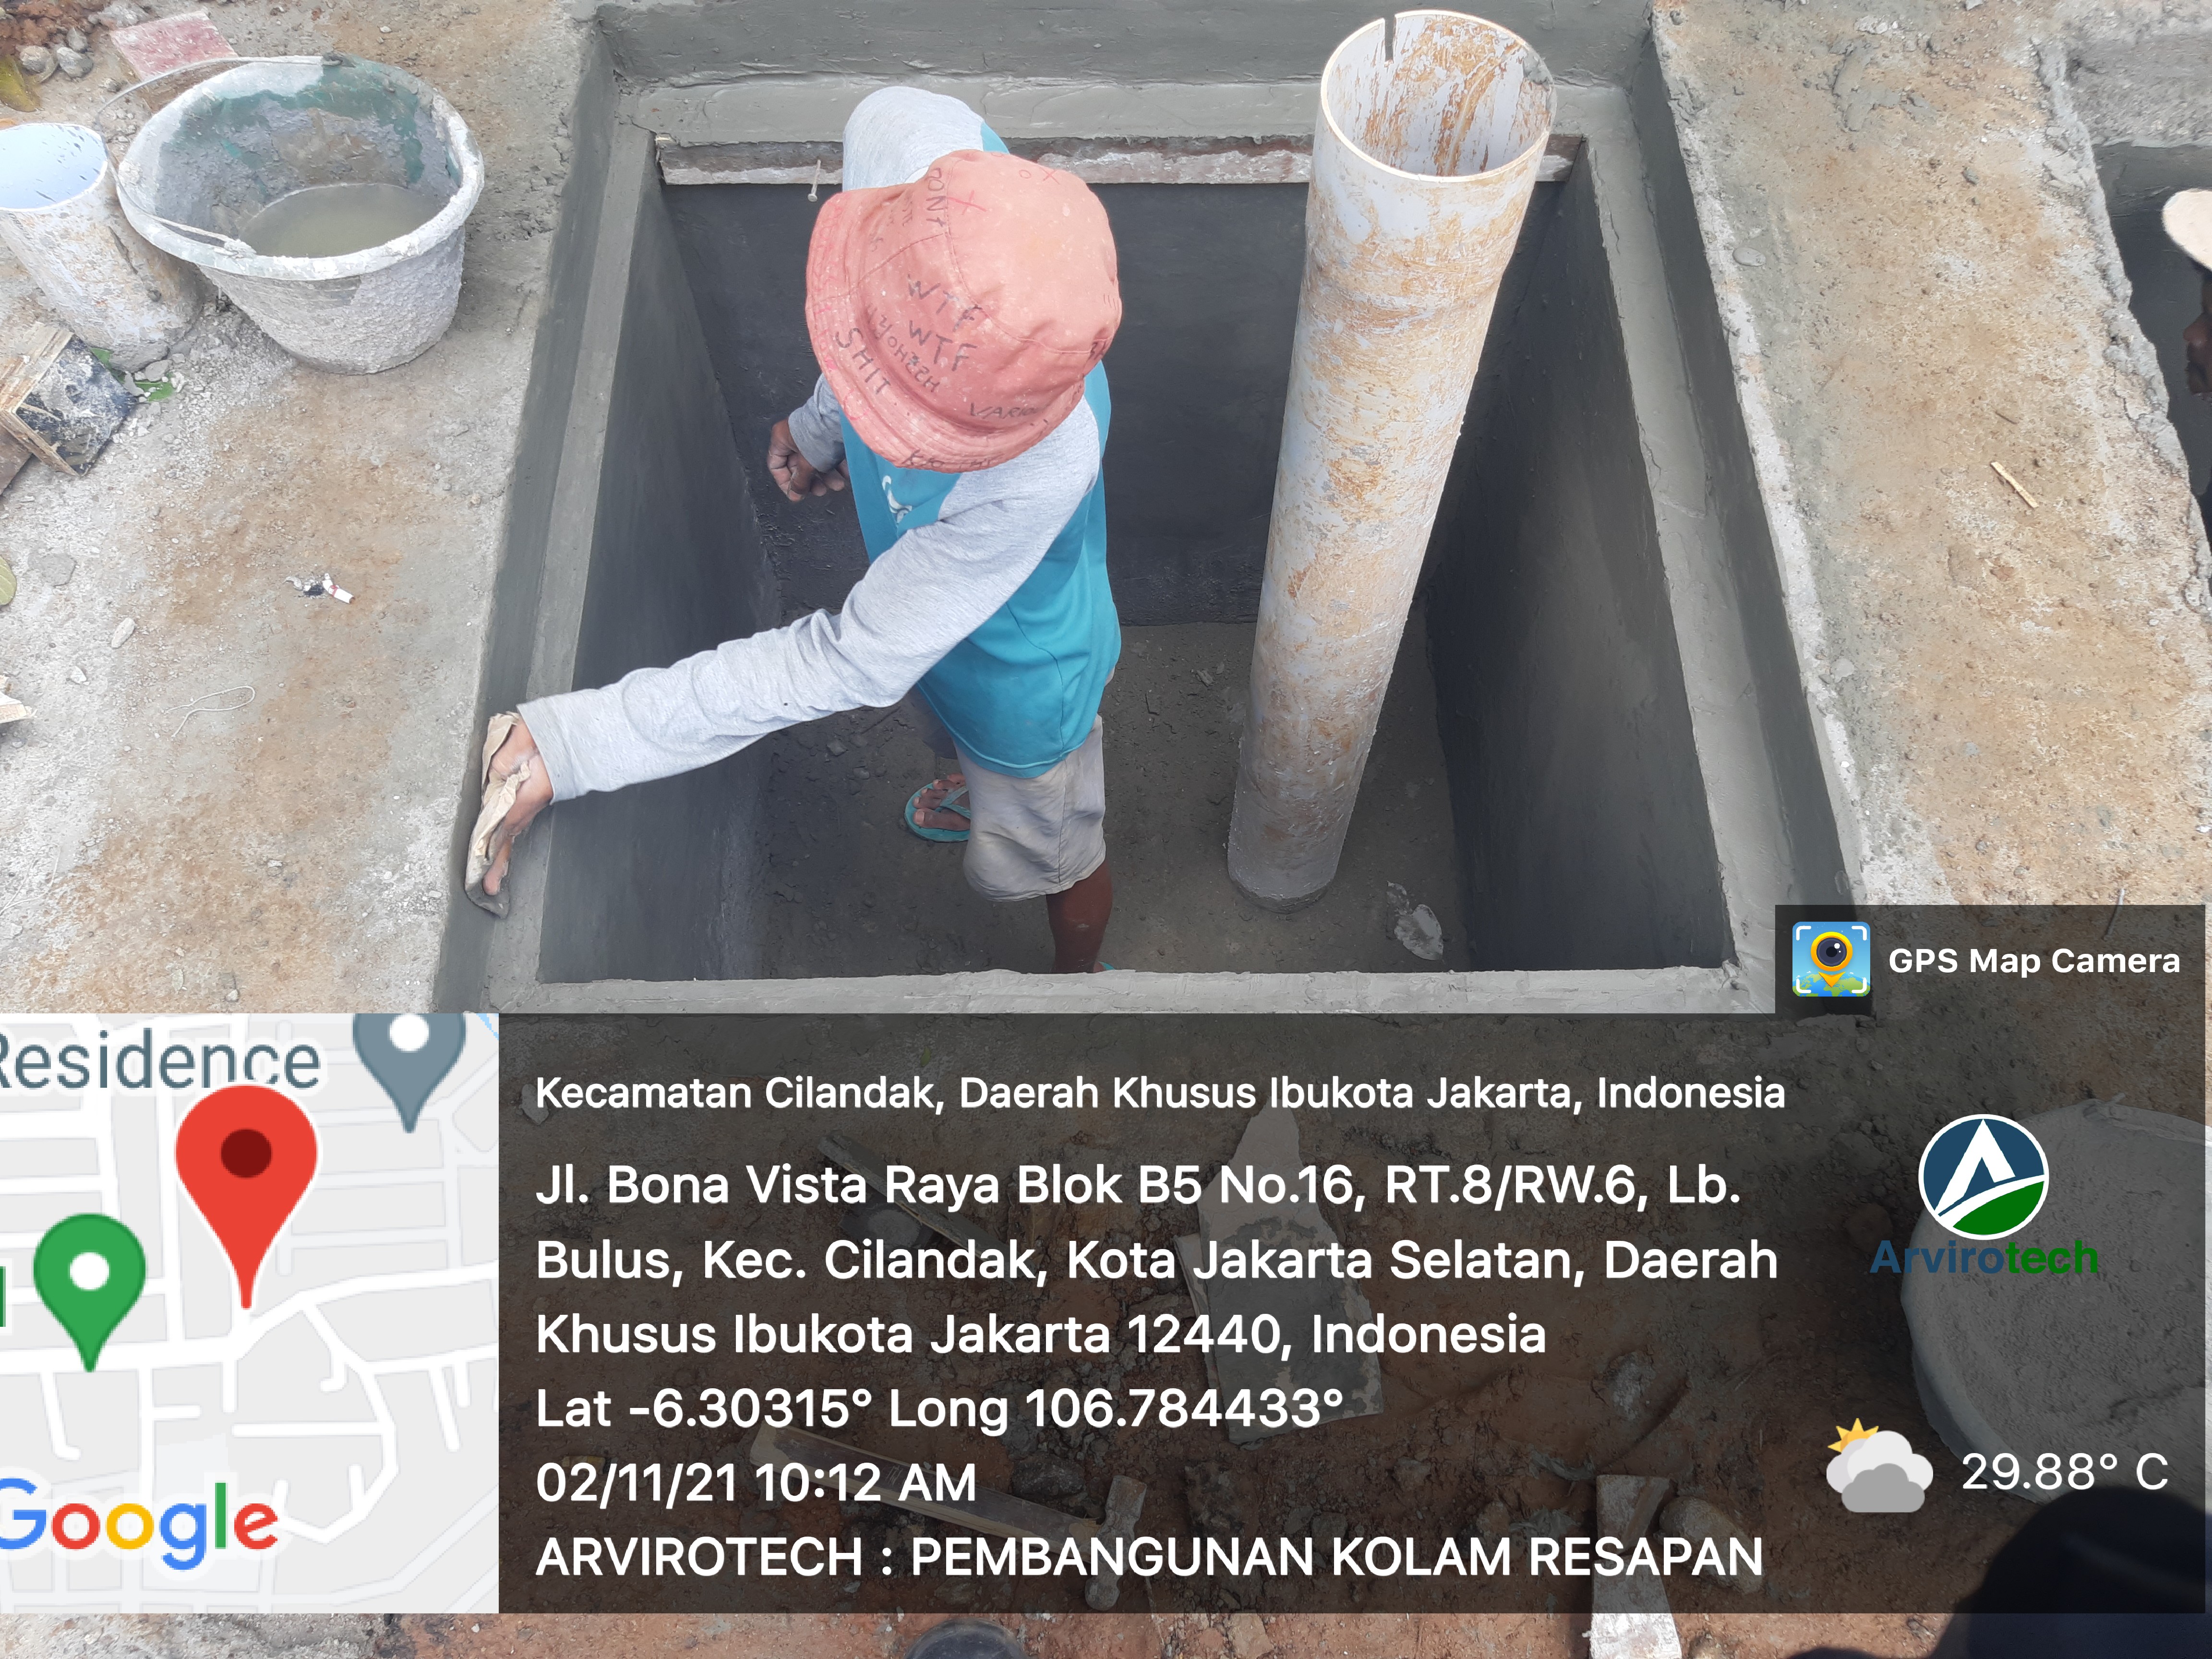 WTF
WTF
SHIT
GPS Map Camera
Residence
Google
Kecamatan Cilandak, Daerah Khusus Ibukota Jakarta, Indonesia
Jl. Bona Vista Raya Blok B5 No.16, RT.8/RW.6, Lb.
Bulus, Kec. Cilandak, Kota Jakarta Selatan, Daerah
Khusus Ibukota Jakarta 12440, Indonesia
Lat -6.30315° Long 106.784433°
02/11/21 10:12 AM
ARVIROTECH : PEMBANGUNAN KOLAM RESAPAN
Arvirotech
29.88° C